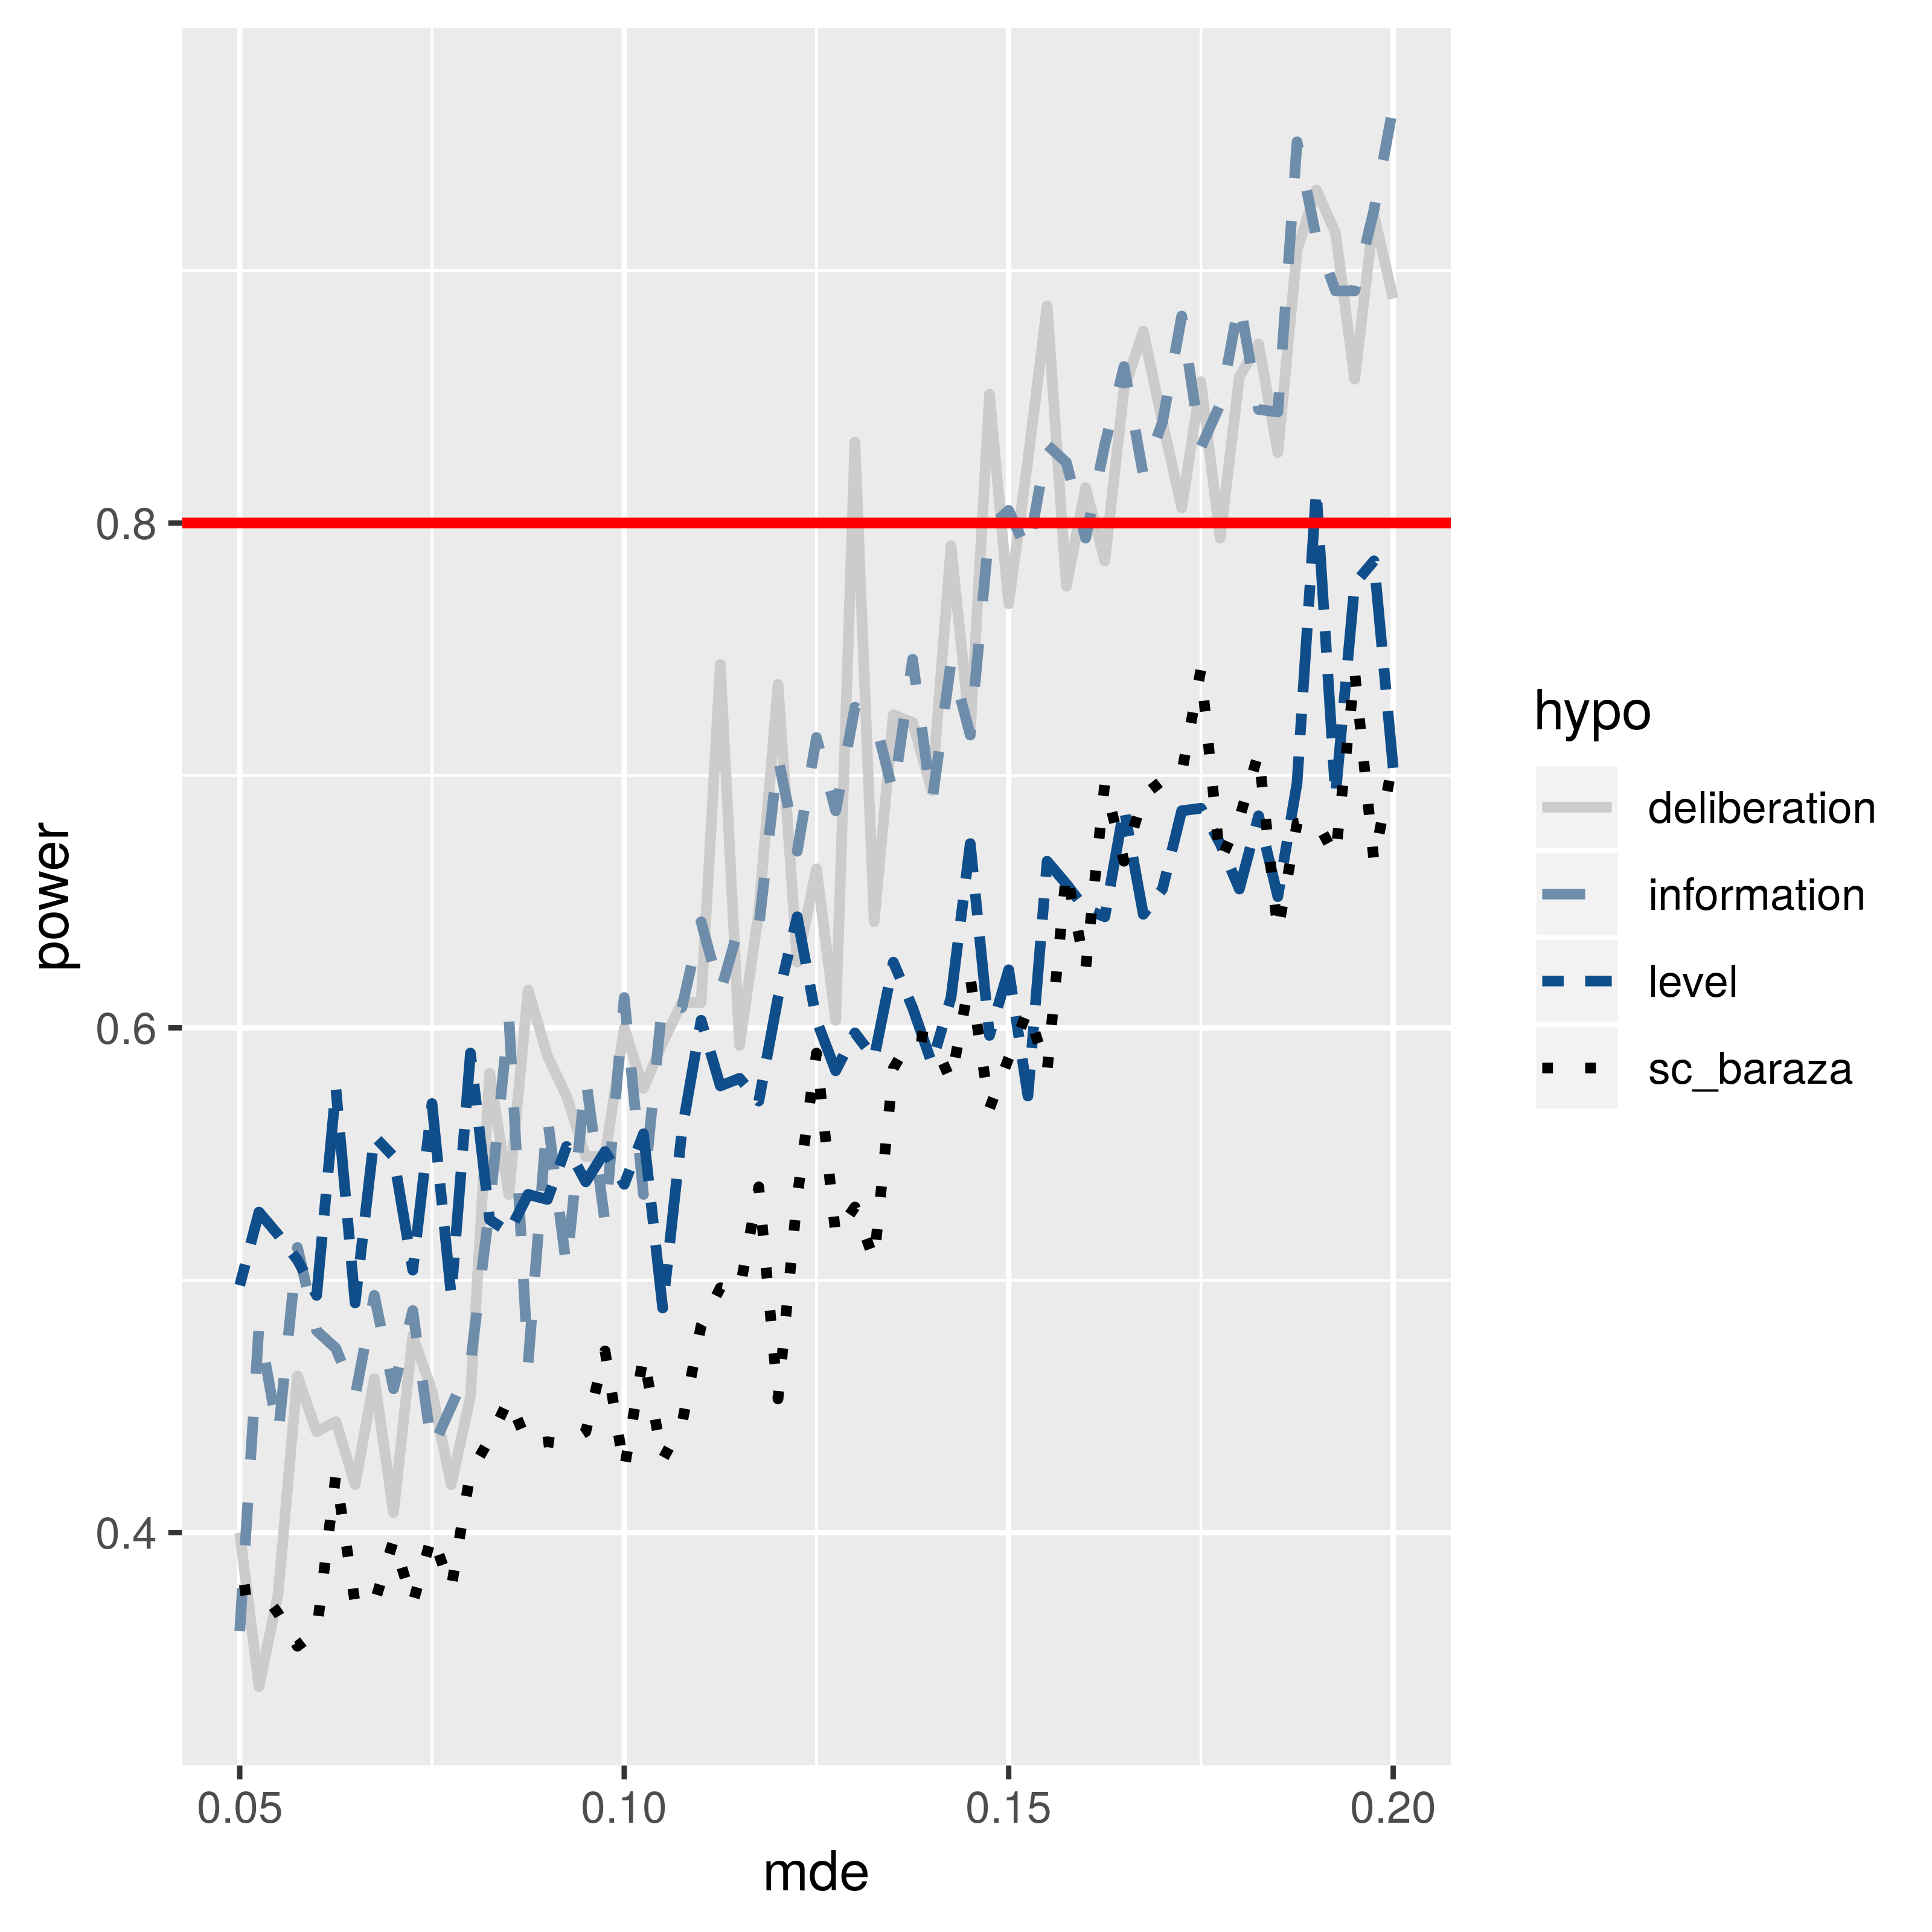 power
0.8
0.6
0.4
0.05 0.10 0.15 0.20
mde
hypo
deliberation
information
level
sc_baraza